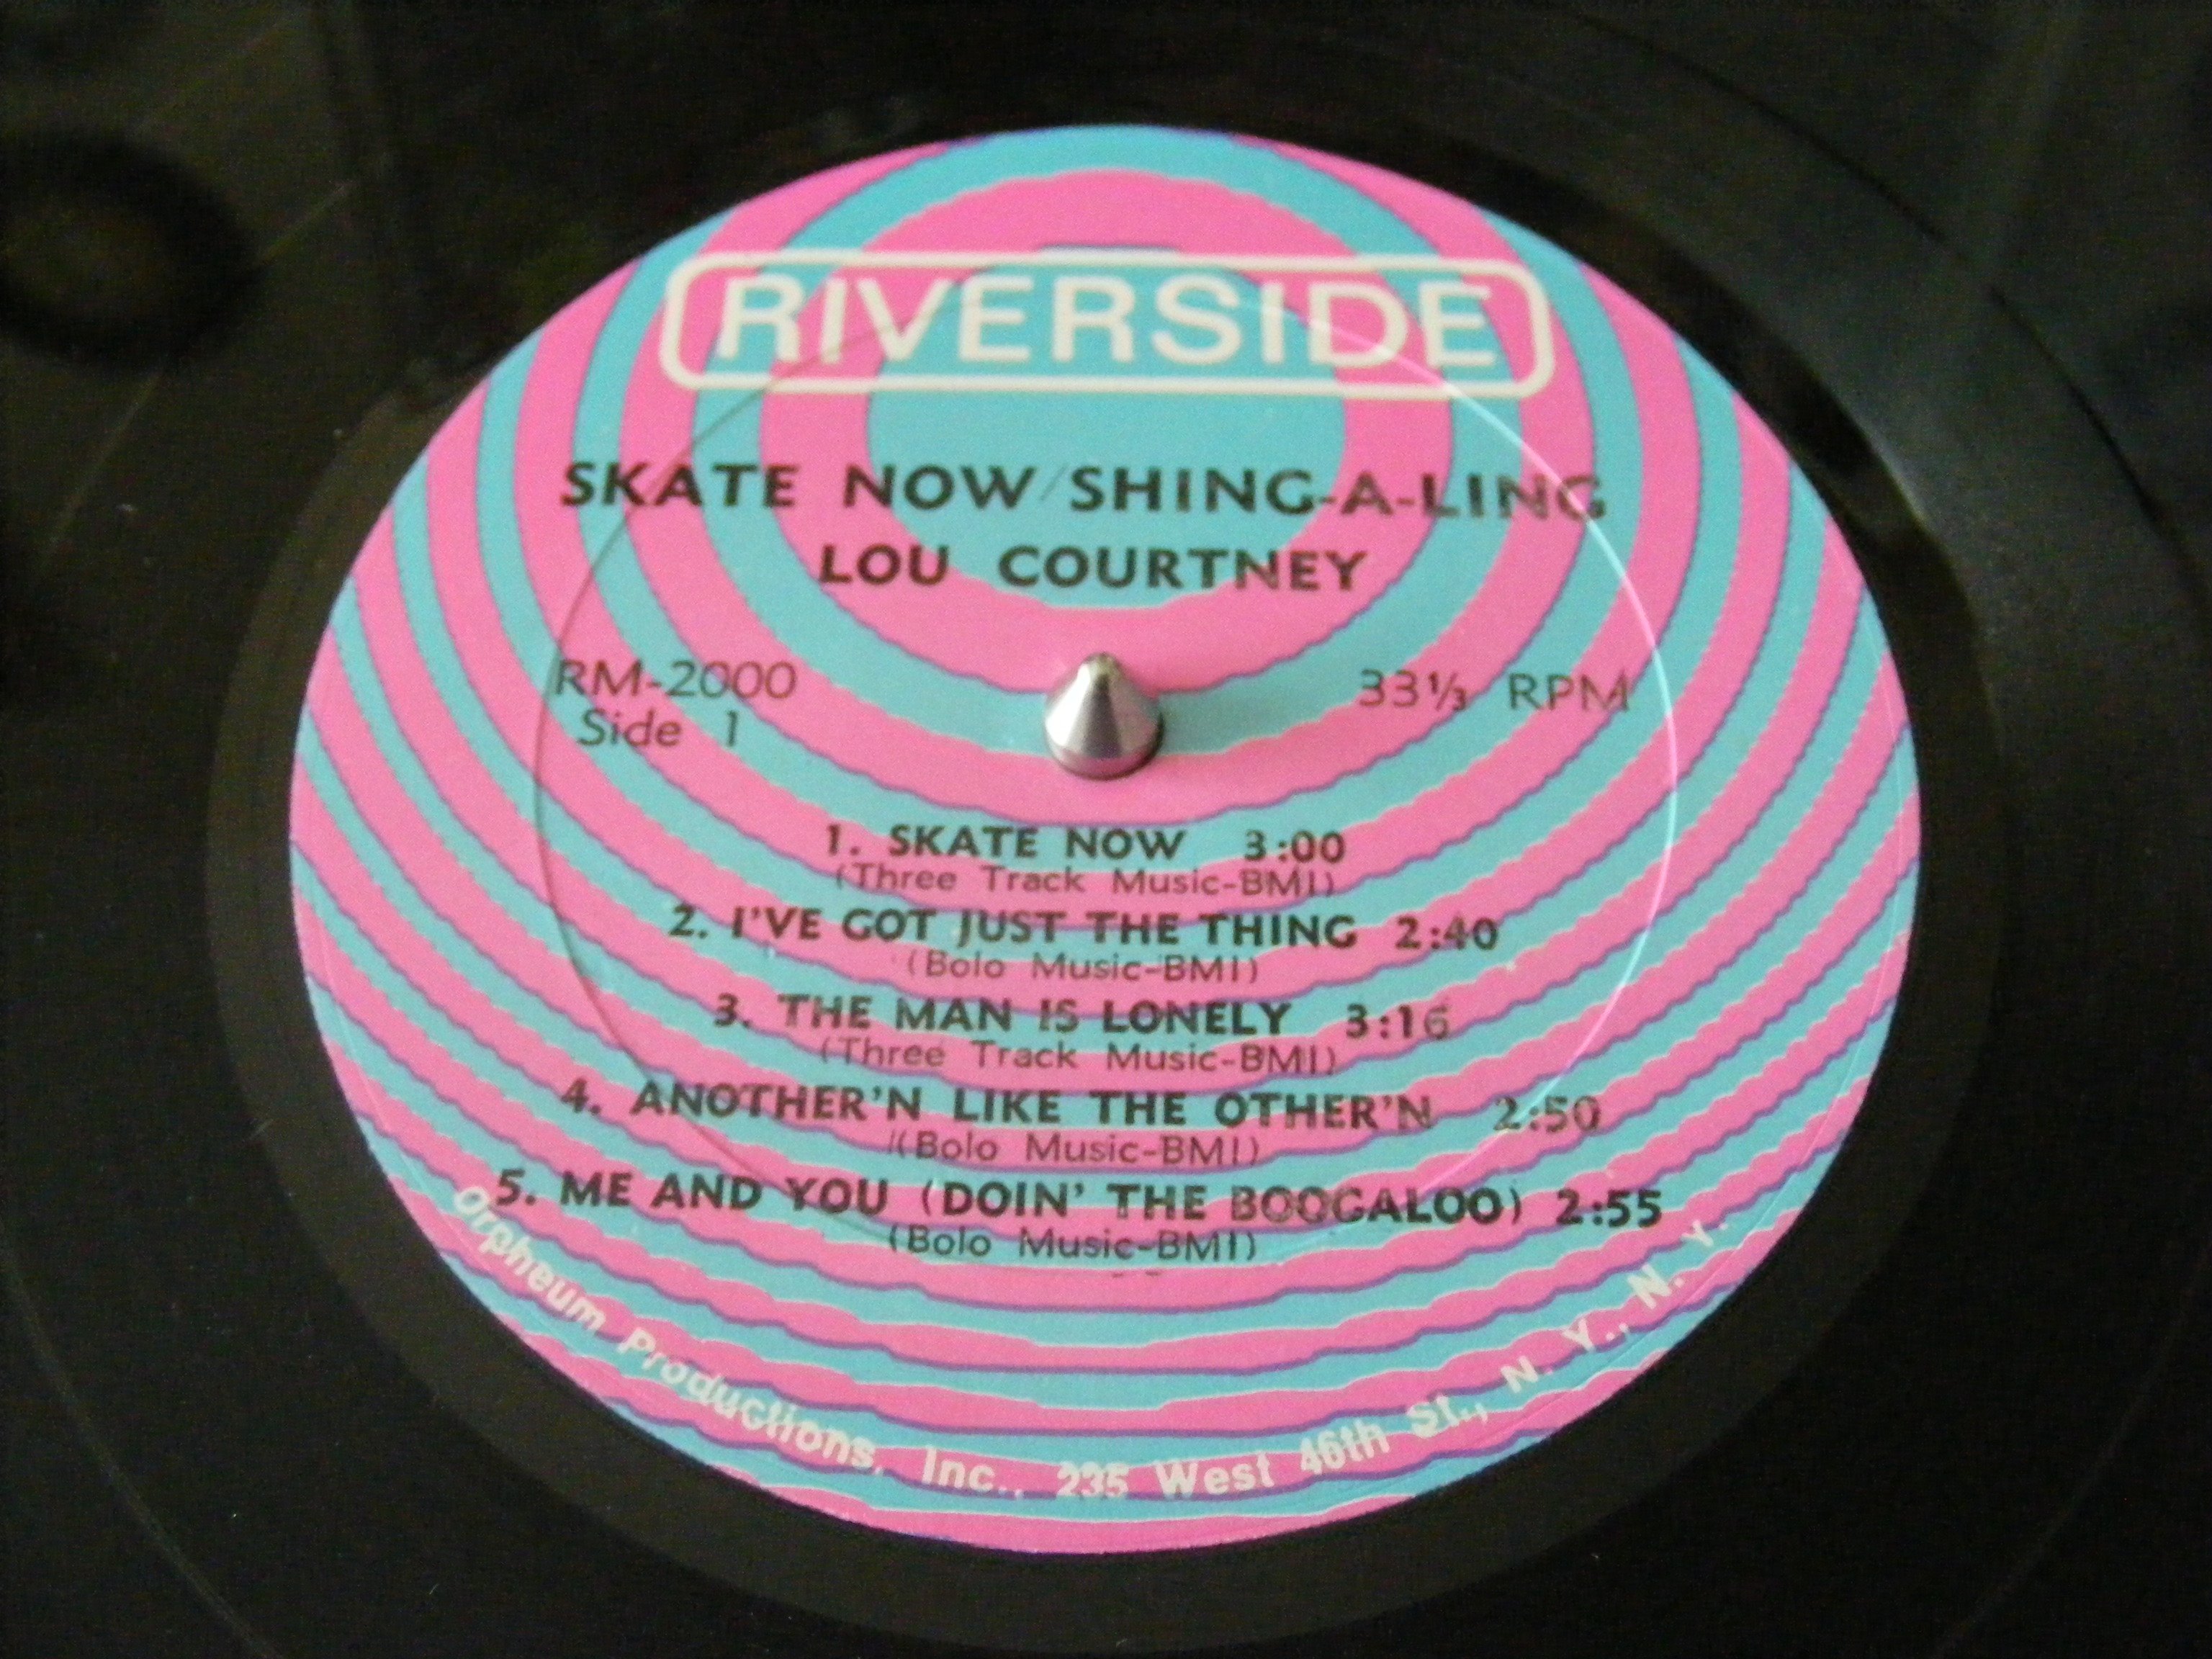 RIVERSIDE
SKATE NOW/SHING-A-LING
LOU COURTNEY
RM-2000
Side 1
33⅓ RPM
1. SKATE NOW 3:00
(Three Track Music-BMI)
2. I'VE GOT JUST THE THING 2:40
(Bolo Music-BMI)
3. THE MAN IS LONELY 3:16
(Three Track Music-BMI)
4. ANOTHER'N LIKE THE OTHER'N 2:50
(Bolo Music-BMI)
5. ME AND YOU (DOIN' THE BOOGALOO) 2:55
(Bolo Music-BMI)
Orpheum Productions, Inc., 235 West 46th St., N. Y., N. Y.